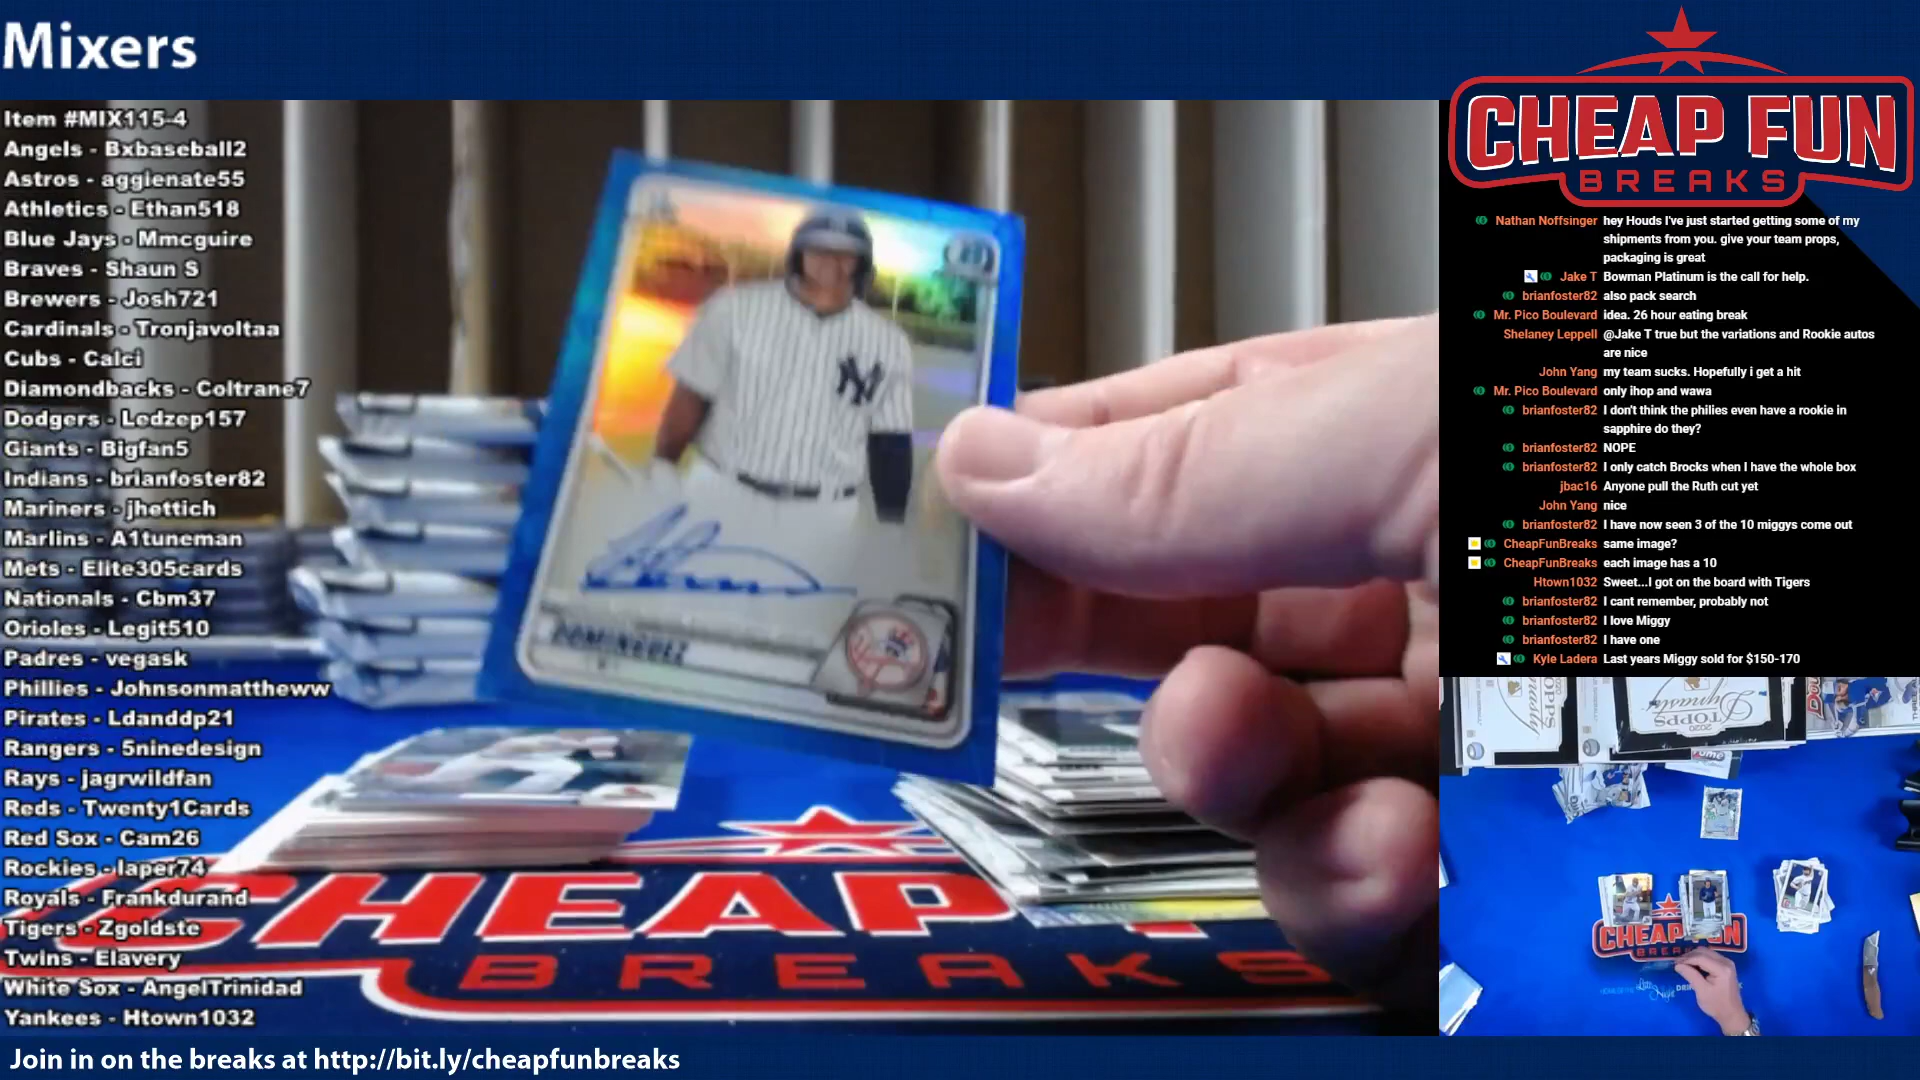 Mixers
Item #MIX115-4
Angels - Bxbaseball2
Astros - aggienate55
Athletics - Ethan518
Blue Jays - Mmcguire
Braves - Shaun S
Brewers - Josh721
Cardinals - Tronjavoltaa
Cubs - Calci
Diamondbacks - Coltrane7
Dodgers - Ledzep157
Giants - Bigfan5
Indians - brianfoster82
Mariners - jhettich
Marlins - A1tuneman
Mets - Elite305cards
Nationals - Cbm37
Orioles - Legit510
Padres - vegask
Phillies - Johnsonmattheww
Pirates - Ldanddp21
Rangers - 5ninedesign
Rays - jagrwildfan
Reds - Twenty1Cards
Red Sox - Cam26
Rockies - laper74
Royals - Frankdurand
Tigers - Zgoldste
Twins - Elavery
White Sox - AngelTrinidad
Yankees - Htown1032
NY
DOMINGUEZ
CHEAP F
BREAKS
CHEAP FUN
BREAKS
Nathan Noffsinger hey Houds I've just started getting some of my
shipments from you. give your team props,
packaging is great
Jake T Bowman Platinum is the call for help.
brianfoster82 also pack search
Mr. Pico Boulevard idea. 26 hour eating break
Shelaney Leppell @Jake T true but the variations and Rookie autos
are nice
John Yang my team sucks. Hopefully i get a hit
Mr. Pico Boulevard only ihop and wawa
brianfoster82 I don't think the philies even have a rookie in
sapphire do they?
brianfoster82 NOPE
brianfoster82 I only catch Brocks when I have the whole box
jbac16 Anyone pull the Ruth cut yet
John Yang nice
brianfoster82 I have now seen 3 of the 10 miggys come out
CheapFunBreaks same image?
CheapFunBreaks each image has a 10
Htown1032 Sweet...I got on the board with Tigers
brianfoster82 I cant remember, probably not
brianfoster82 I love Miggy
brianfoster82 I have one
Kyle Ladera Last years Miggy sold for $150-170
TOPPS
Dynasty
2020
TOPPS
Dynasty
CHEAP FUN
BREAKS
Join in on the breaks at http://bit.ly/cheapfunbreaks